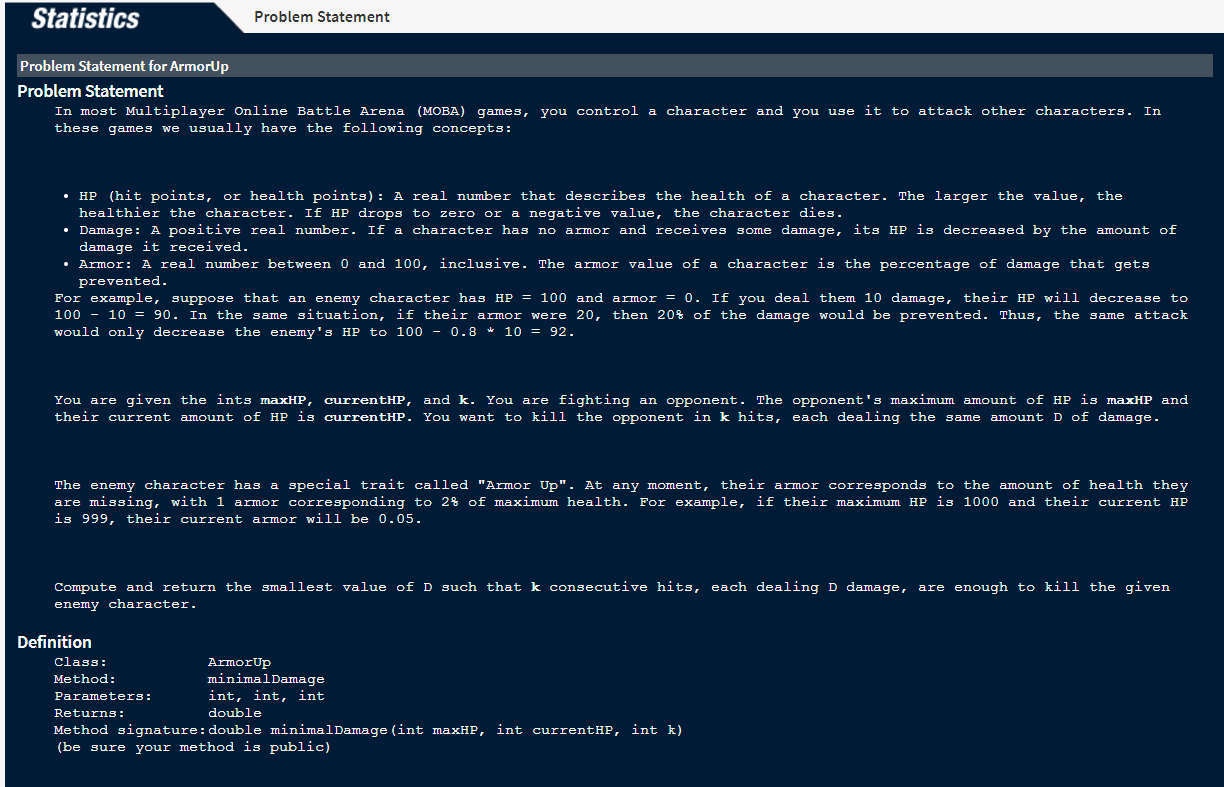 Statistics
Problem Statement
Problem Statement for ArmorUp
Problem Statement
In most Multiplayer Online Battle Arena (MOBA) games, you control a character and you use it to attack other characters. In
these games we usually have the following concepts:
• HP (hit points, or health points): A real number that describes the health of a character. The larger the value, the
healthier the character. If HP drops to zero or a negative value, the character dies.
• Damage: A positive real number. If a character has no armor and receives some damage, its HP is decreased by the amount of
damage it received.
• Armor: A real number between 0 and 100, inclusive. The armor value of a character is the percentage of damage that gets
prevented.
For example, suppose that an enemy character has HP = 100 and armor = 0. If you deal them 10 damage, their HP will decrease to
100 - 10 = 90. In the same situation, if their armor were 20, then 20% of the damage would be prevented. Thus, the same attack
would only decrease the enemy's HP to 100 - 0.8 * 10 = 92.
You are given the ints maxHP, currentHP, and k. You are fighting an opponent. The opponent's maximum amount of HP is maxHP and
their current amount of HP is currentHP. You want to kill the opponent in k hits, each dealing the same amount D of damage.
The enemy character has a special trait called "Armor Up". At any moment, their armor corresponds to the amount of health they
are missing, with 1 armor corresponding to 2% of maximum health. For example, if their maximum HP is 1000 and their current HP
is 999, their current armor will be 0.05.
Compute and return the smallest value of D such that k consecutive hits, each dealing D damage, are enough to kill the given
enemy character.
Definition
Class: ArmorUp
Method: minimalDamage
Parameters: int, int, int
Returns: double
Method signature: double minimalDamage(int maxHP, int currentHP, int k)
(be sure your method is public)